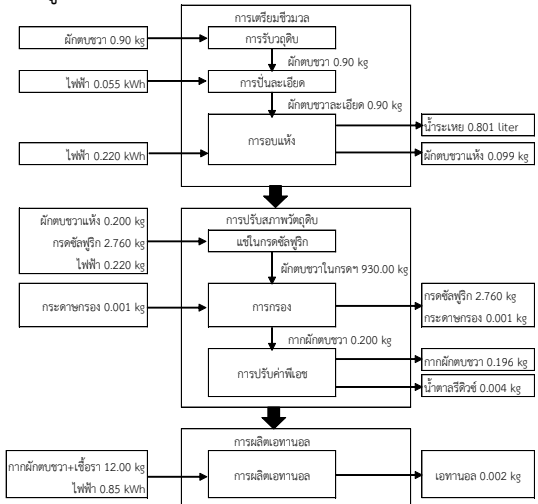 การเตรียมชีวมวล
ผักตบชวา 0.90 kg
การรับวถุดิบ
ผักตบชวา 0.90 kg
ไฟฟ้า 0.055 kWh
การปั่นละเอียด
ผักตบชวาละเอียด 0.90 kg
น้ำระเหย 0.801 liter
การอบแห้ง
ไฟฟ้า 0.220 kWh
ผักตบชวาแห้ง 0.099 kg
การปรับสภาพวัตถุดิบ
ผักตบชวาแห้ง 0.200 kg
กรดซัลฟูริก 2.760 kg
แช่ในกรดซัลฟูริก
ไฟฟ้า 0.220 kg
ผักตบชวาในกรดฯ 930.00 kg
กรดซัลฟูริก 2.760 kg
กระดาษกรอง 0.001 kg
การกรอง
กระดาษกรอง 0.001 kg
กากผักตบชวา 0.200 kg
กากผักตบชวา 0.196 kg
การปรับค่าพีเอช
น้ำตาลรีดิวซ์ 0.004 kg
การผลิตเอทานอล
กากผักตบชวา+เชื้อรา 12.00 kg
ไฟฟ้า 0.85 kWh
การผลิตเอทานอล
เอทานอล 0.002 kg